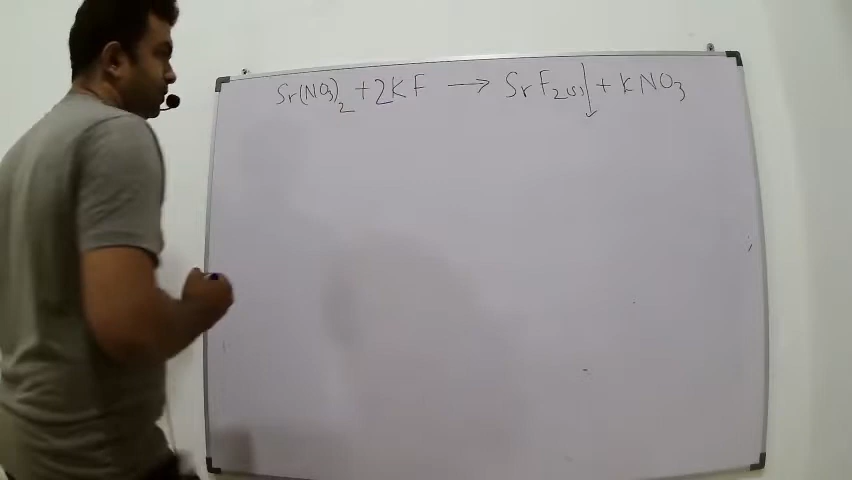 Sr(NO₃)₂ + 2KF → SrF₂(s)↓ + KNO₃